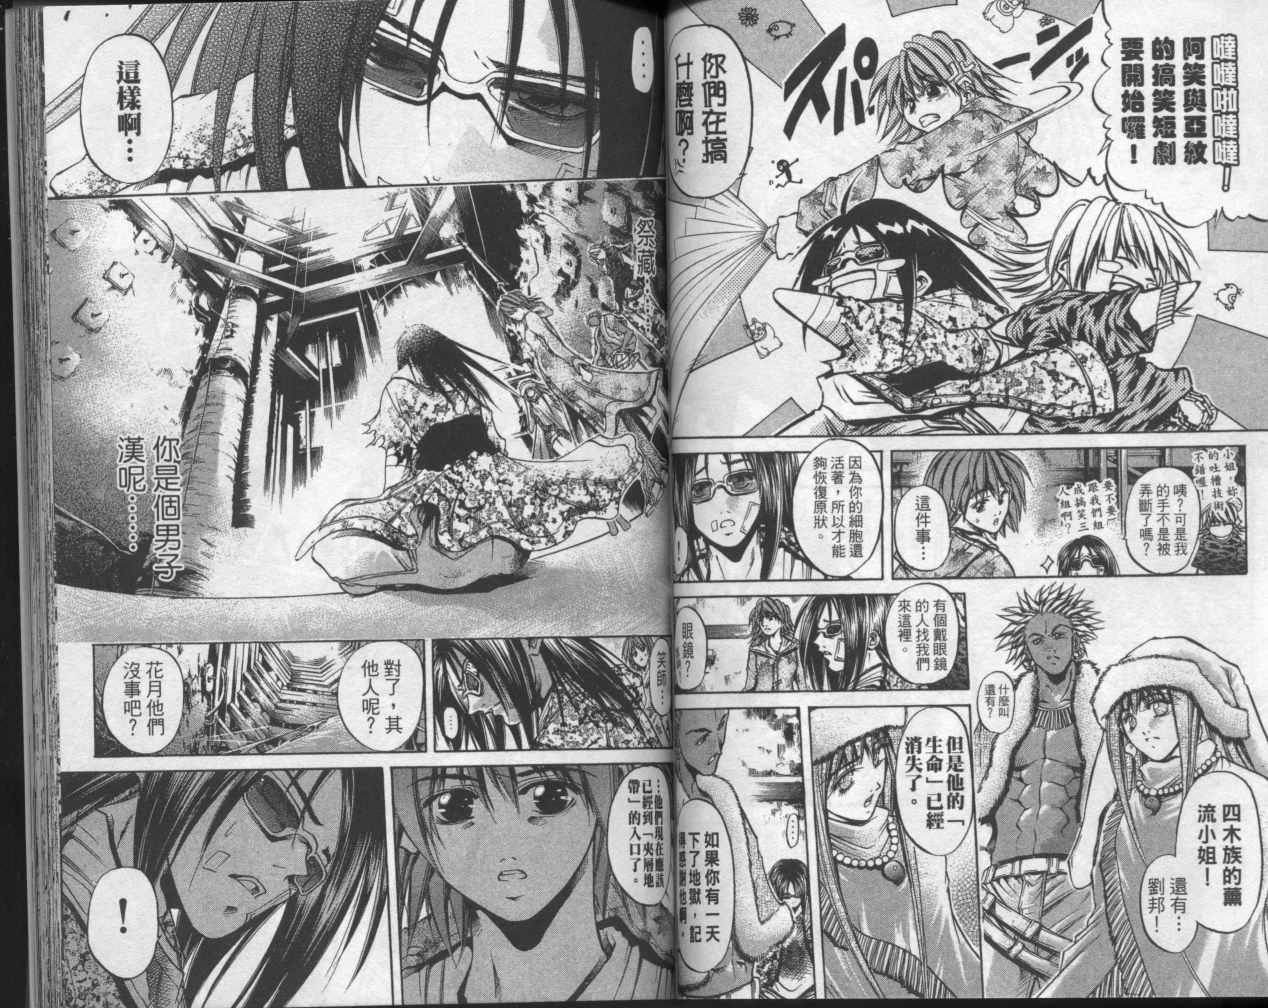 噠噠啪噠噠！
阿笑與亞紋
的搞笑短劇
要開始囉！
スパーーン
你們在搞
什麼啊？
小姐，妳
的吐槽技術
不錯喔！
咦？可是我
的手不是被
弄斷了嗎？
要不要
跟我們組
成搞笑三
人組啊？
這件事…
因為你的細胞還
活著，所以才能
夠恢復原狀。
！
有個戴眼鏡
的人找我們
來這裡。
眼鏡？
什麼叫
還有？
四木族的薰
流小姐！
還有…
劉邦！
但是他的「
生命」已經
消失了。
……
如果你有一天
下了地獄，記
得感謝他啊。
……
這樣啊…
祭藏
你是個男子
漢呢……
笑師…
……
對了，其
他人呢？
花月他們
沒事吧？
…他們現在應該
已經到「夾層地
帶」的入口了。
！